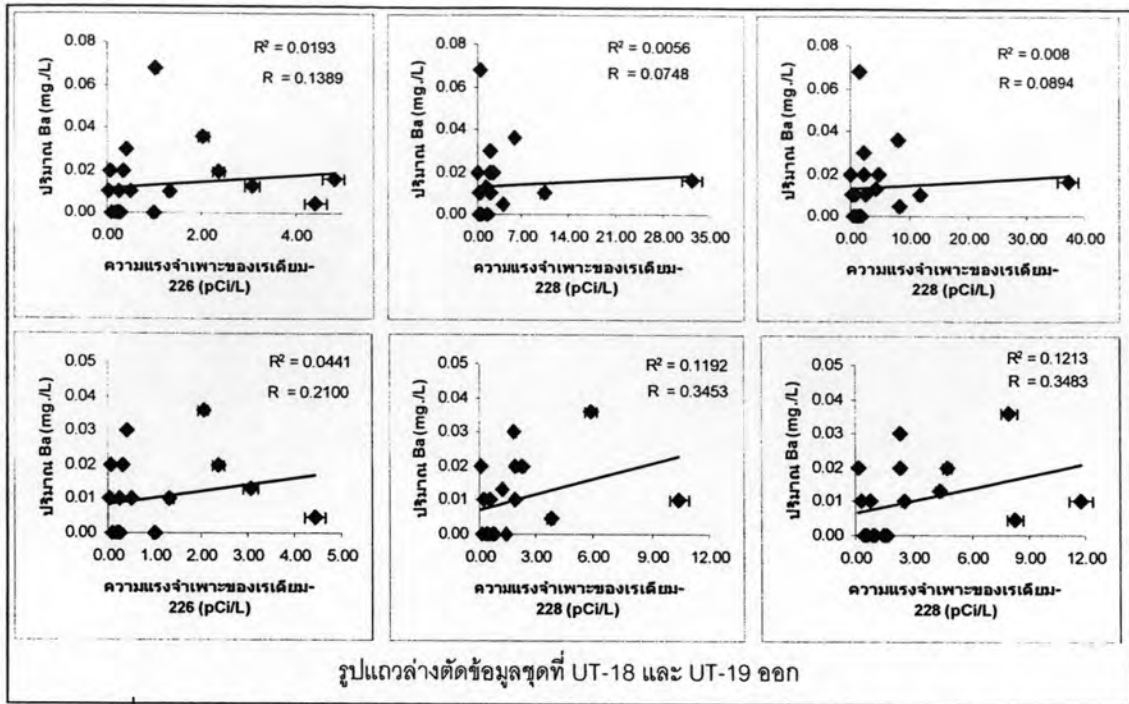 R² = 0.0193
R = 0.1389
ปริมาณ Ba (mg./L)
0.08
0.06
0.04
0.02
0.00
0.00 2.00 4.00
ความแรงจำเพาะของเรเดียม-
226 (pCi/L)
R² = 0.0056
R = 0.0748
ปริมาณ Ba (mg./L)
0.08
0.06
0.04
0.02
0.00
0.00 7.00 14.00 21.00 28.00 35.00
ความแรงจำเพาะของเรเดียม-
228 (pCi/L)
R² = 0.008
R = 0.0894
ปริมาณ Ba (mg./L)
0.08
0.06
0.04
0.02
0.00
0.00 10.00 20.00 30.00 40.00
ความแรงจำเพาะของเรเดียม-
228 (pCi/L)
R² = 0.0441
R = 0.2100
ปริมาณ Ba (mg./L)
0.05
0.04
0.03
0.02
0.01
0.00
0.00 1.00 2.00 3.00 4.00 5.00
ความแรงจำเพาะของเรเดียม-
226 (pCi/L)
R² = 0.1192
R = 0.3453
ปริมาณ Ba (mg./L)
0.05
0.04
0.03
0.02
0.01
0.00
0.00 3.00 6.00 9.00 12.00
ความแรงจำเพาะของเรเดียม-
228 (pCi/L)
R² = 0.1213
R = 0.3483
ปริมาณ Ba (mg./L)
0.05
0.04
0.03
0.02
0.01
0.00
0.00 3.00 6.00 9.00 12.00
ความแรงจำเพาะของเรเดียม-
228 (pCi/L)
รูปแถวล่างตัดข้อมูลชุดที่ UT-18 และ UT-19 ออก